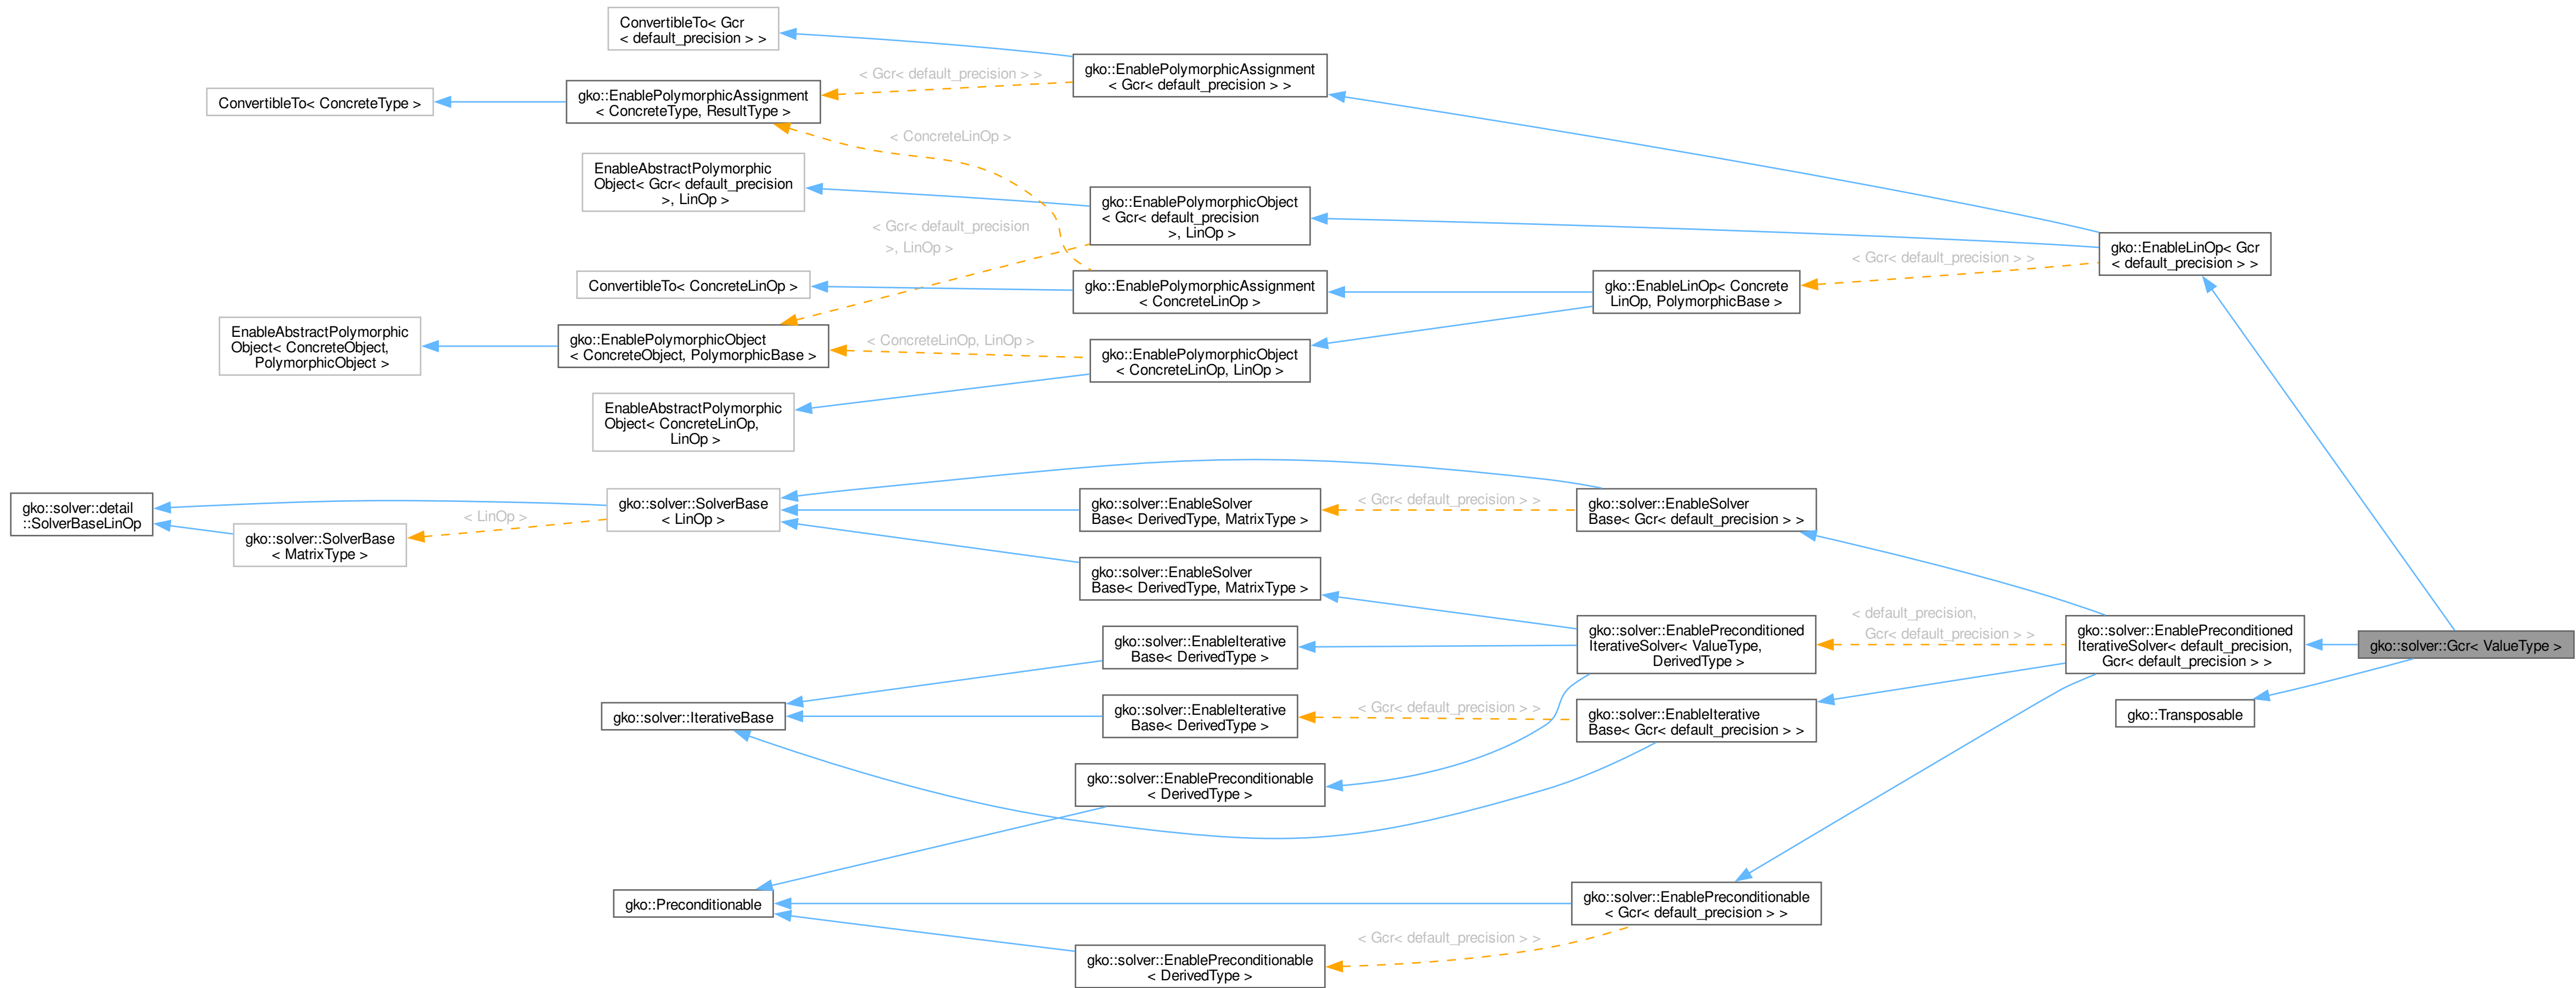 ConvertibleTo< Gcr
< default_precision > >
gko::EnablePolymorphicAssignment
< Gcr< default_precision > >
< Gcr< default_precision > >
ConvertibleTo< ConcreteType >
gko::EnablePolymorphicAssignment
< ConcreteType, ResultType >
< ConcreteLinOp >
EnableAbstractPolymorphic
Object< Gcr< default_precision
>, LinOp >
gko::EnablePolymorphicObject
< Gcr< default_precision
>, LinOp >
< Gcr< default_precision
>, LinOp >
gko::EnableLinOp< Gcr
< default_precision > >
< Gcr< default_precision > >
ConvertibleTo< ConcreteLinOp >
gko::EnablePolymorphicAssignment
< ConcreteLinOp >
gko::EnableLinOp< Concrete
LinOp, PolymorphicBase >
EnableAbstractPolymorphic
Object< ConcreteObject,
PolymorphicObject >
gko::EnablePolymorphicObject
< ConcreteObject, PolymorphicBase >
< ConcreteLinOp, LinOp >
gko::EnablePolymorphicObject
< ConcreteLinOp, LinOp >
EnableAbstractPolymorphic
Object< ConcreteLinOp,
LinOp >
gko::solver::detail
::SolverBaseLinOp
gko::solver::SolverBase
< MatrixType >
< LinOp >
gko::solver::SolverBase
< LinOp >
gko::solver::EnableSolver
Base< DerivedType, MatrixType >
< Gcr< default_precision > >
gko::solver::EnableSolver
Base< Gcr< default_precision > >
gko::solver::EnableSolver
Base< DerivedType, MatrixType >
gko::solver::EnableIterative
Base< DerivedType >
gko::solver::EnablePreconditioned
IterativeSolver< ValueType,
DerivedType >
< default_precision,
Gcr< default_precision > >
gko::solver::EnablePreconditioned
IterativeSolver< default_precision,
Gcr< default_precision > >
gko::solver::Gcr< ValueType >
gko::solver::IterativeBase
gko::solver::EnableIterative
Base< DerivedType >
< Gcr< default_precision > >
gko::solver::EnableIterative
Base< Gcr< default_precision > >
gko::Transposable
gko::solver::EnablePreconditionable
< DerivedType >
gko::Preconditionable
gko::solver::EnablePreconditionable
< Gcr< default_precision > >
< Gcr< default_precision > >
gko::solver::EnablePreconditionable
< DerivedType >